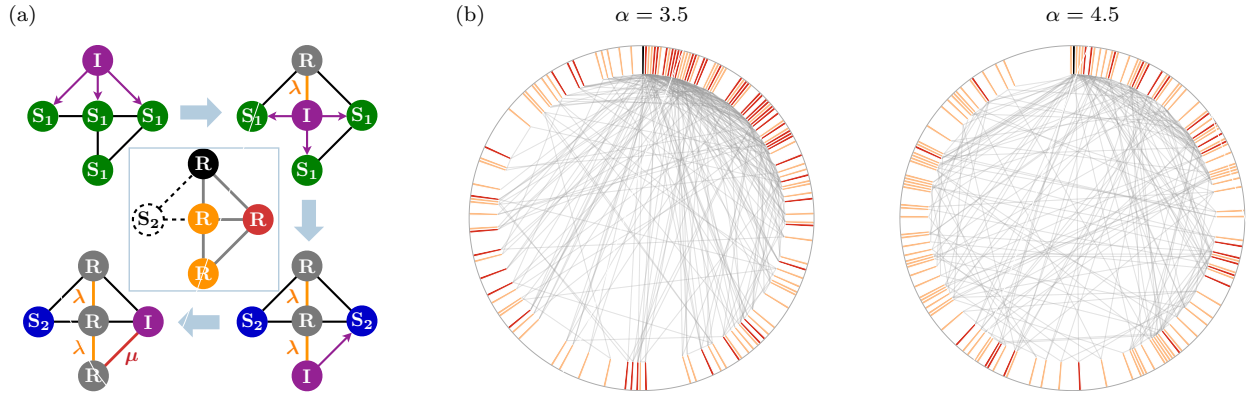 (a)
I
S₁ S₁ S₁
S₁
R
λ
S₁ I S₁
S₁
R
S₂ R R
R
R
λ
S₂ R I
λ μ
R
R
λ
S₂ R S₂
λ
I
(b)
α = 3.5
α = 4.5